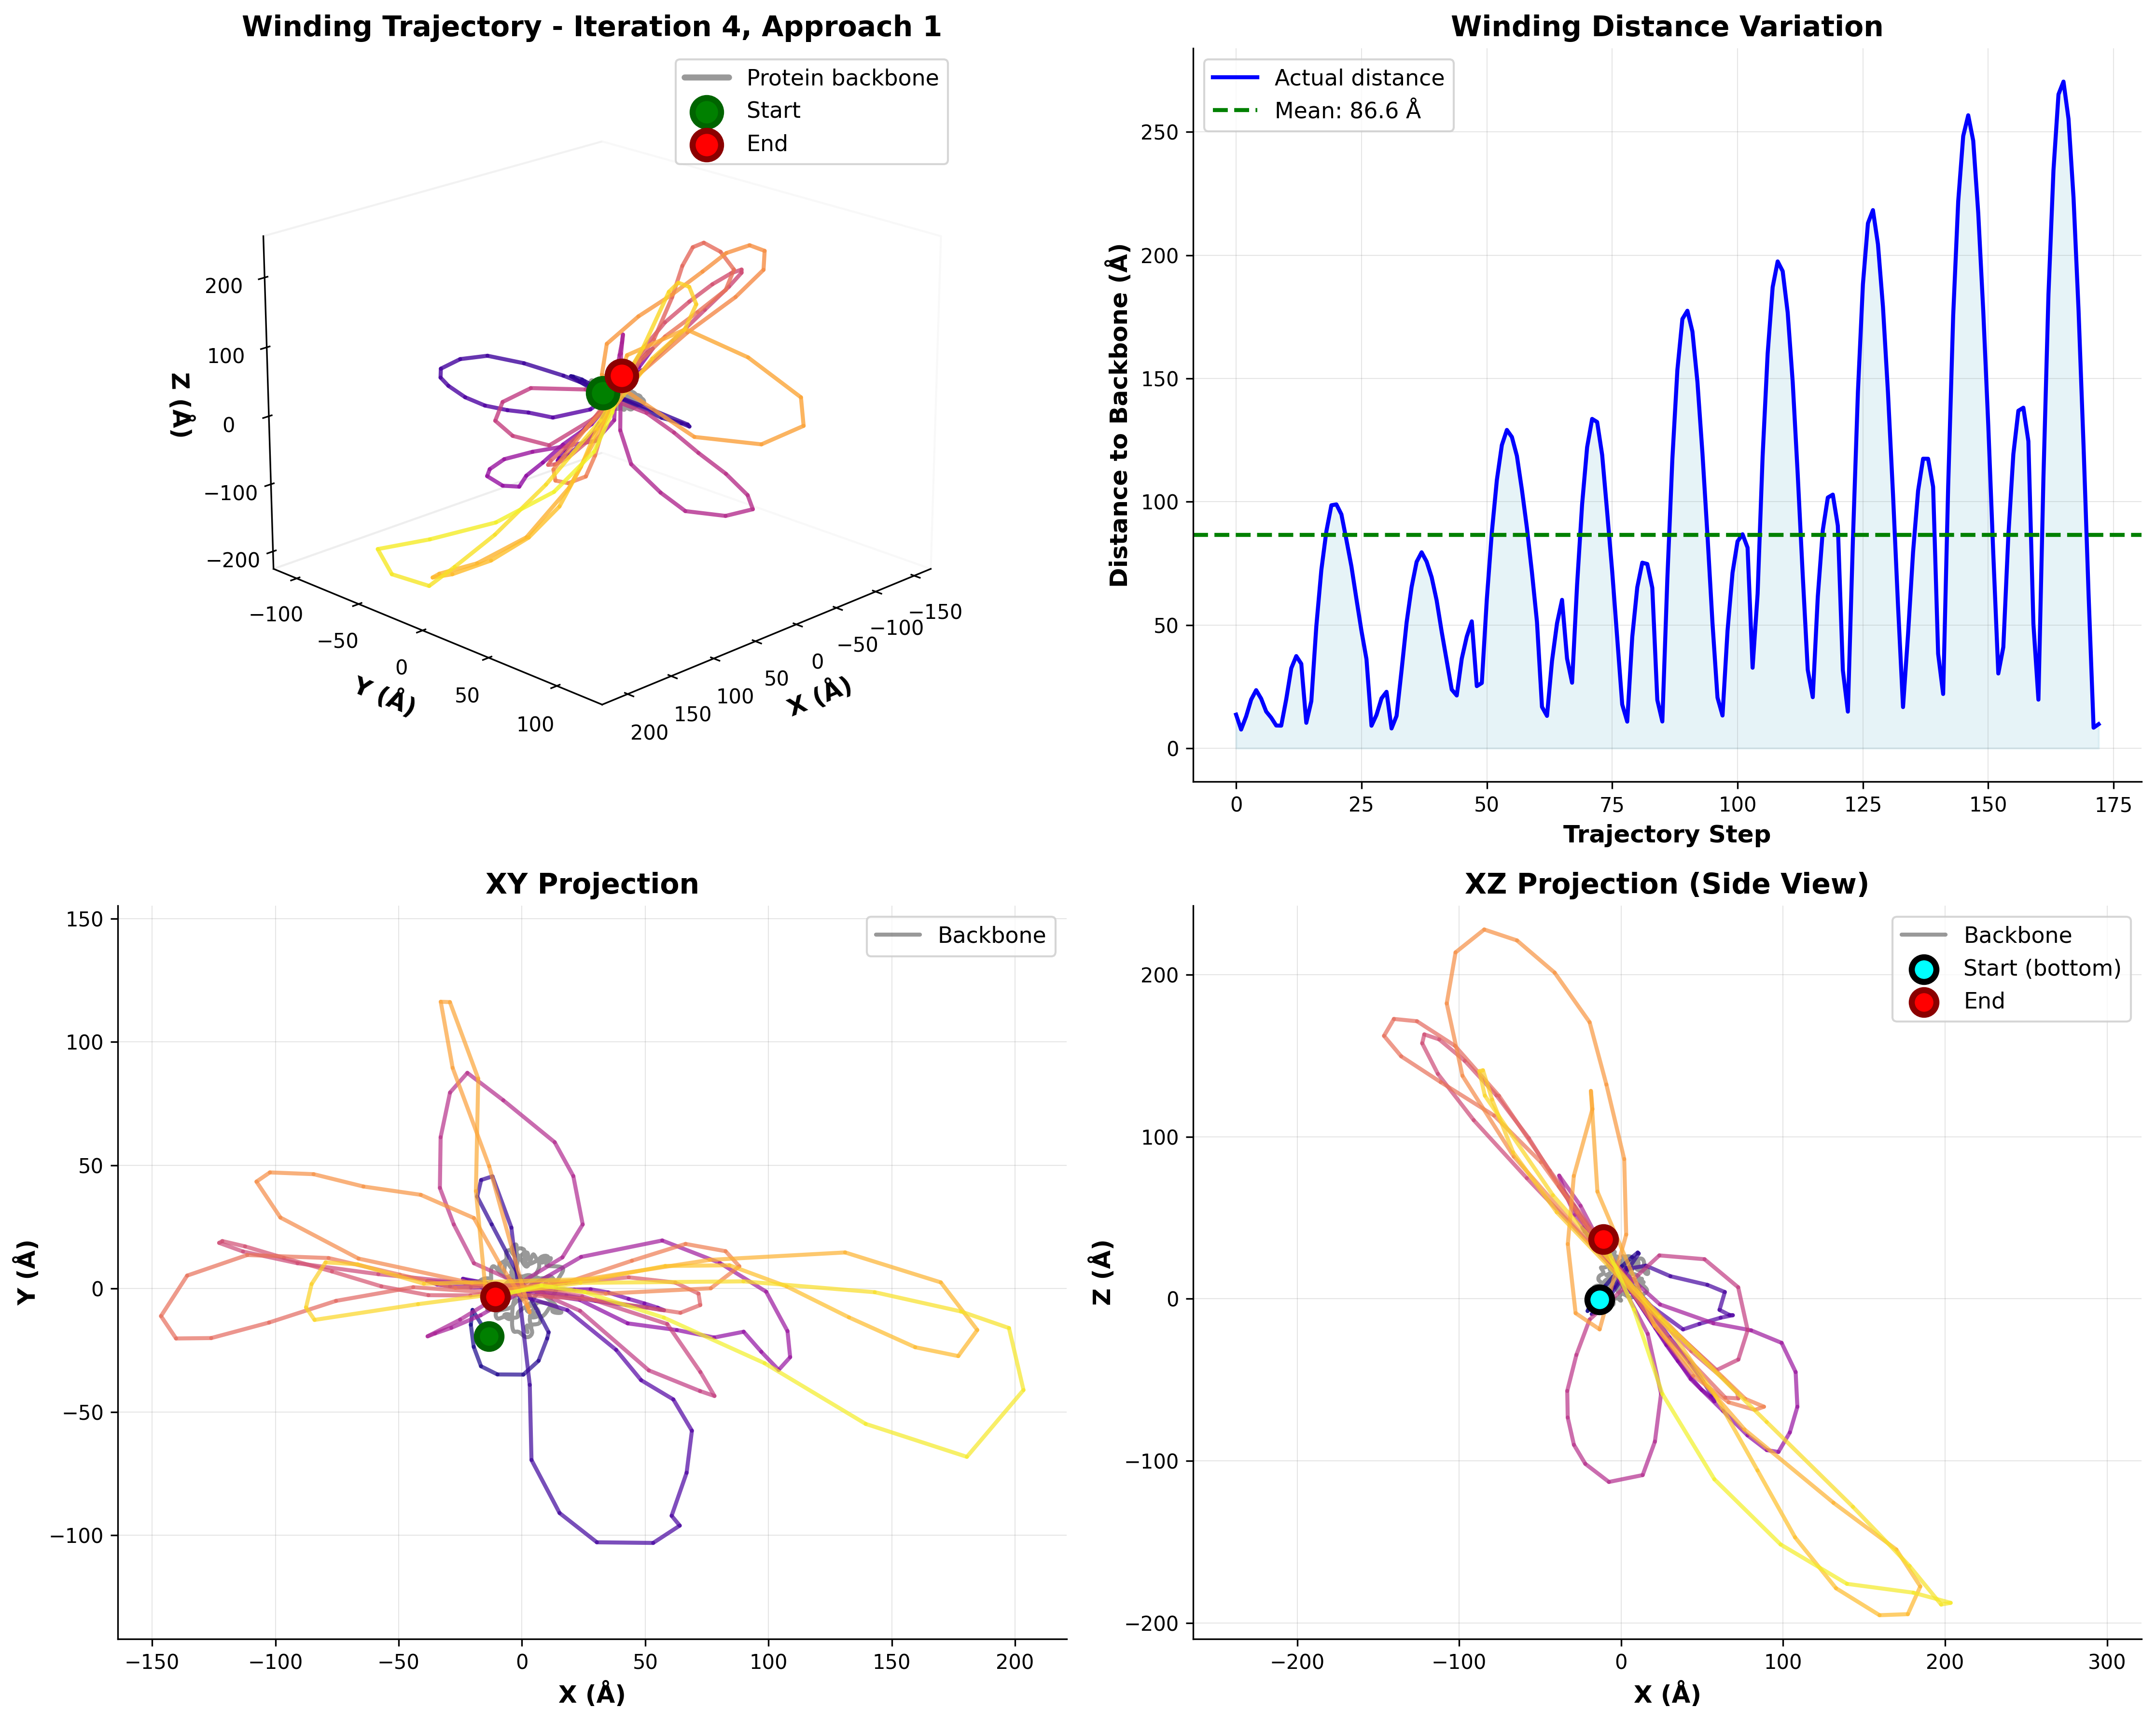 Winding Trajectory - Iteration 4, Approach 1
Protein backbone
Start
End
200
100
0
−100
−200
Z (Å)
−100
−50
0
50
100
Y (Å)
200
150
100
50
0
−50
−100
−150
X (Å)
Winding Distance Variation
Actual distance
Mean: 86.6 Å
250
200
150
100
50
0
Distance to Backbone (Å)
0
25
50
75
100
125
150
175
Trajectory Step
XY Projection
Backbone
150
100
50
0
−50
−100
Y (Å)
−150
−100
−50
0
50
100
150
200
X (Å)
XZ Projection (Side View)
Backbone
Start (bottom)
End
200
100
0
−100
−200
Z (Å)
−200
−100
0
100
200
300
X (Å)